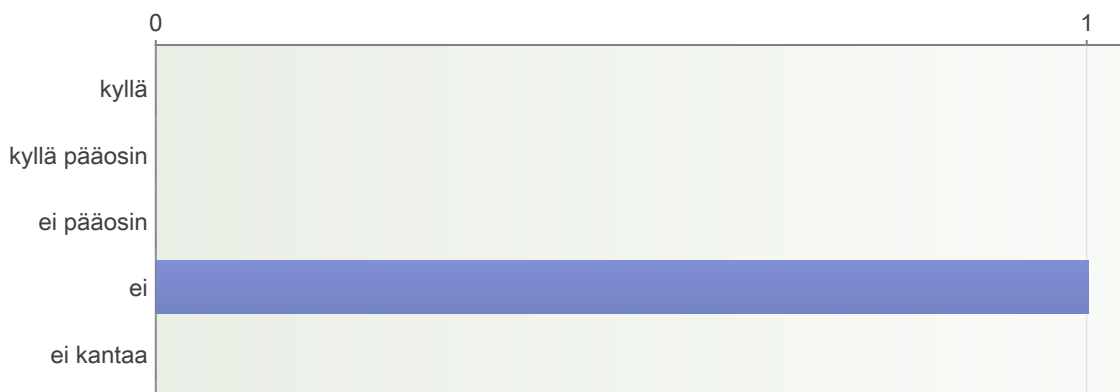 0 1
kyllä
kyllä pääosin
ei pääosin
ei
ei kantaa